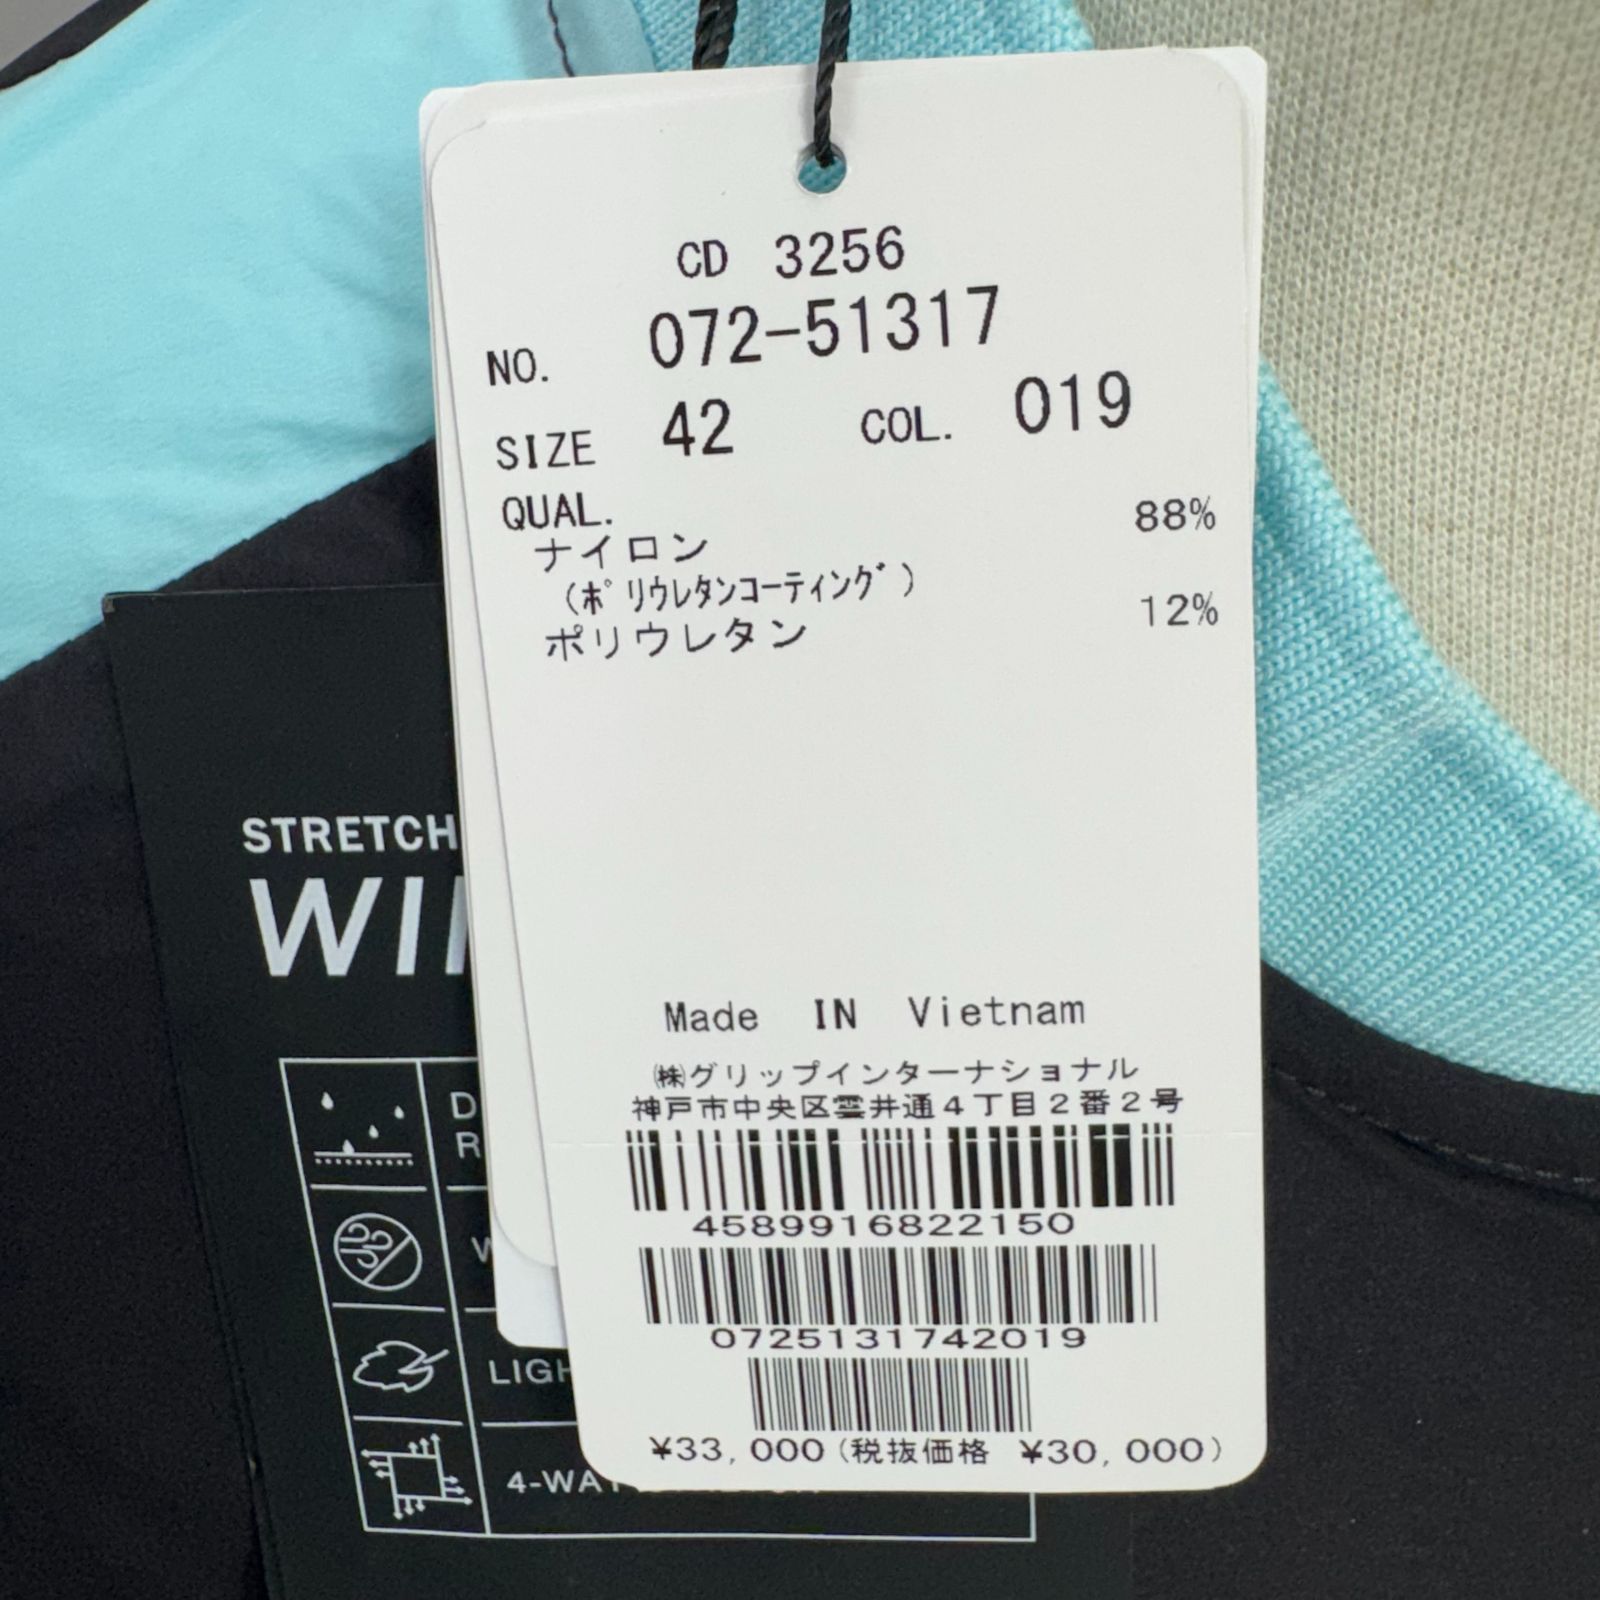 CD 3256
NO. 072-51317
SIZE 42 COL. 019
QUAL.
ナイロン 88%
(ポリウレタンコーティング)
ポリウレタン 12%
Made IN Vietnam
㈱グリップインターナショナル
神戸市中央区雲井通4丁目2番2号
4589916822150
0725131742019
¥33,000(税抜価格 ¥30,000)
STRETCH
4-WAY